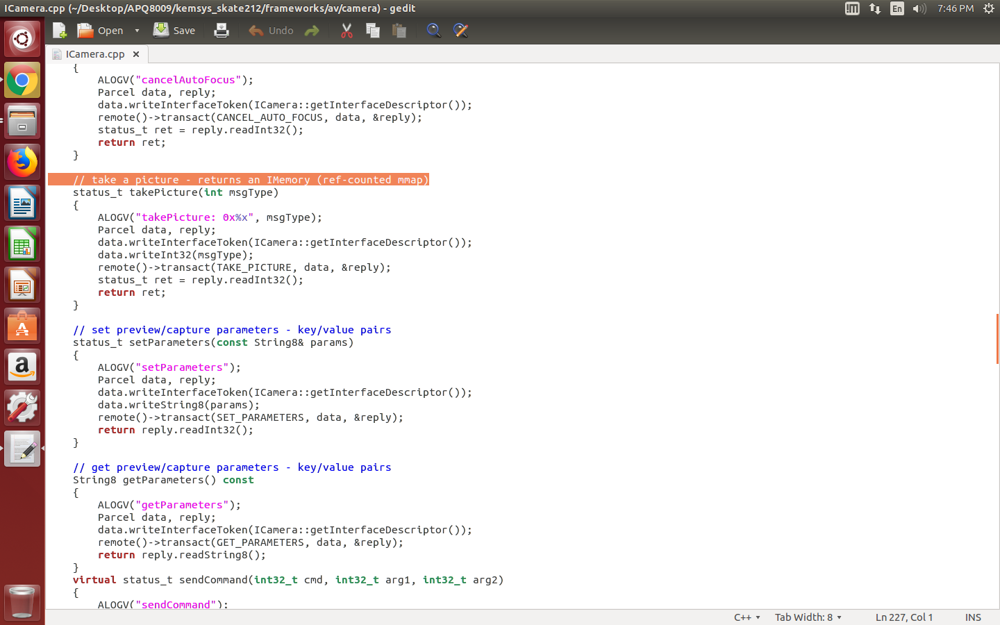 ICamera.cpp (~/Desktop/APQ8009/kemsys_skate212/frameworks/av/camera) - gedit
En
7:46 PM
Open
Save
Undo
ICamera.cpp
{
ALOGV("cancelAutoFocus");
Parcel data, reply;
data.writeInterfaceToken(ICamera::getInterfaceDescriptor());
remote()->transact(CANCEL_AUTO_FOCUS, data, &reply);
status_t ret = reply.readInt32();
return ret;
}
// take a picture - returns an IMemory (ref-counted mmap)
status_t takePicture(int msgType)
{
ALOGV("takePicture: 0x%x", msgType);
Parcel data, reply;
data.writeInterfaceToken(ICamera::getInterfaceDescriptor());
data.writeInt32(msgType);
remote()->transact(TAKE_PICTURE, data, &reply);
status_t ret = reply.readInt32();
return ret;
}
// set preview/capture parameters - key/value pairs
status_t setParameters(const String8& params)
{
ALOGV("setParameters");
Parcel data, reply;
data.writeInterfaceToken(ICamera::getInterfaceDescriptor());
data.writeString8(params);
remote()->transact(SET_PARAMETERS, data, &reply);
return reply.readInt32();
}
// get preview/capture parameters - key/value pairs
String8 getParameters() const
{
ALOGV("getParameters");
Parcel data, reply;
data.writeInterfaceToken(ICamera::getInterfaceDescriptor());
remote()->transact(GET_PARAMETERS, data, &reply);
return reply.readString8();
}
virtual status_t sendCommand(int32_t cmd, int32_t arg1, int32_t arg2)
{
ALOGV("sendCommand");
C++
Tab Width: 8
Ln 227, Col 1
INS